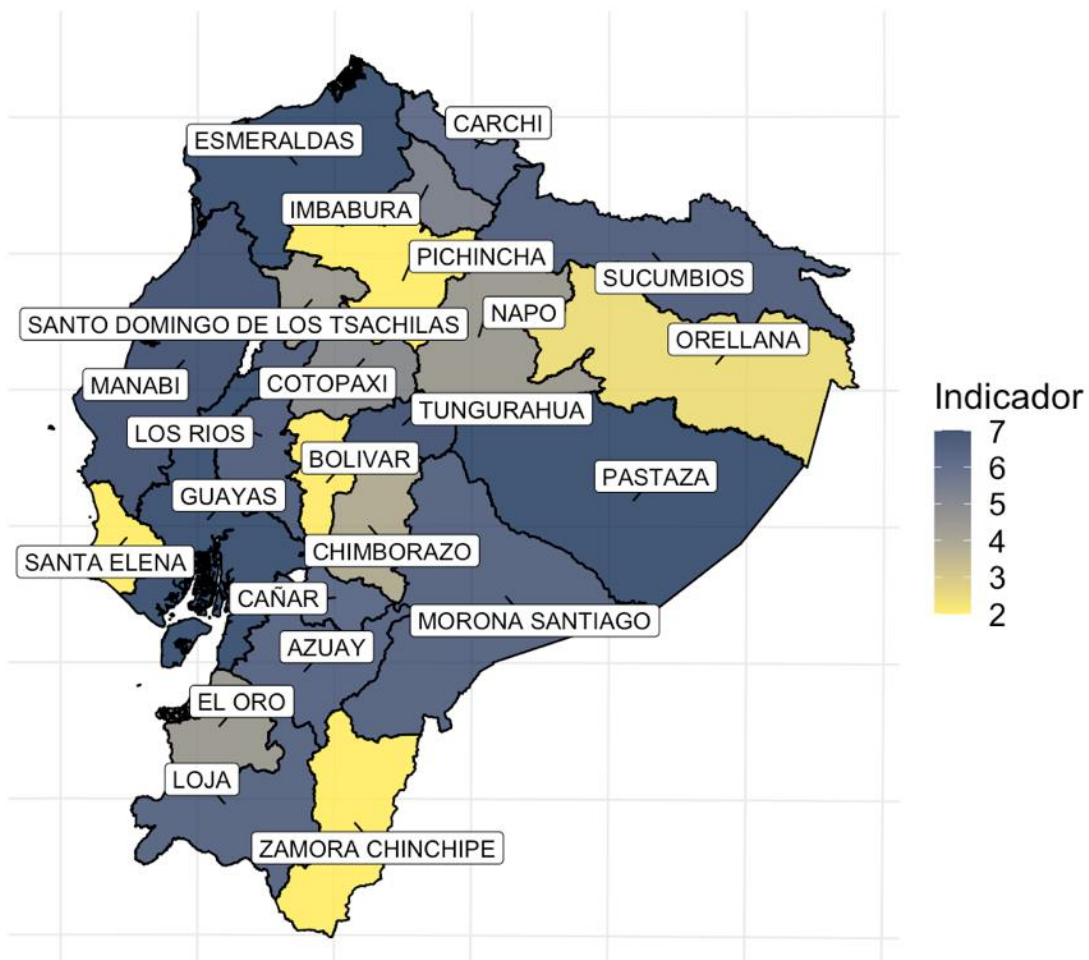 CARCHI
ESMERALDAS
IMBABURA
PICHINCHA
SUCUMBIOS
NAPO
SANTO DOMINGO DE LOS TSACHILAS
ORELLANA
MANABI
COTOPAXI
TUNGURAHUA
LOS RIOS
BOLIVAR
PASTAZA
GUAYAS
CHIMBORAZO
SANTA ELENA
CAÑAR
MORONA SANTIAGO
AZUAY
EL ORO
LOJA
ZAMORA CHINCHIPE
Indicador
7
6
5
4
3
2